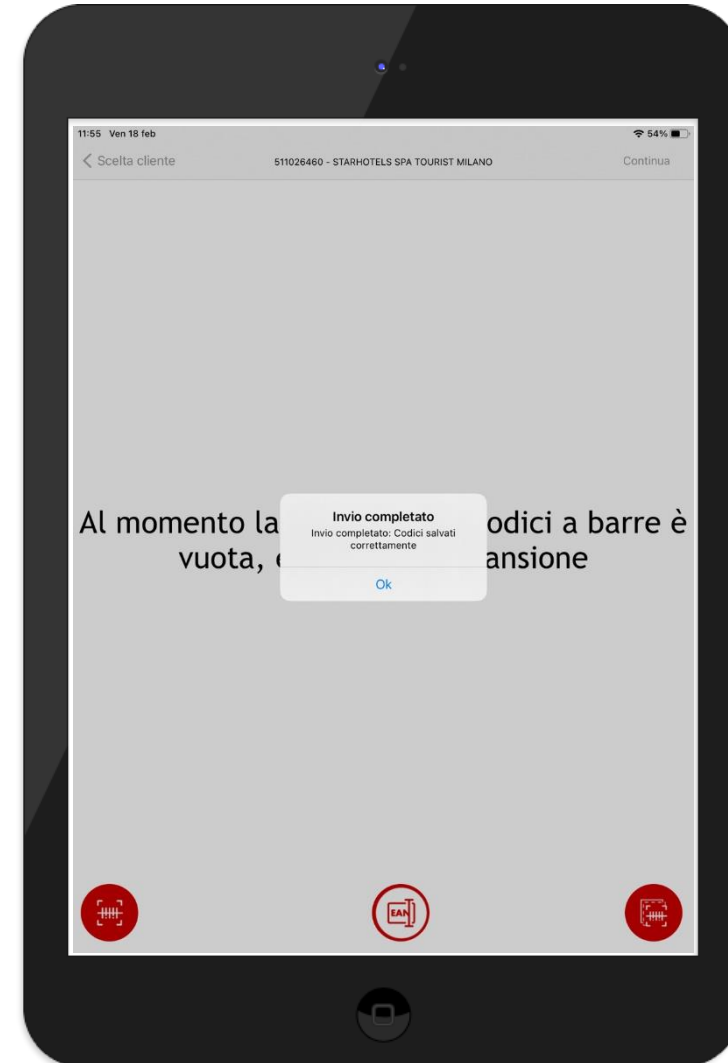 11:55 Ven 18 feb
54%
Scelta cliente
511026460 - STARHOTELS SPA TOURIST MILANO
Continua
Al momento la odici a barre è
vuota, ansione
Invio completato
Invio completato: Codici salvati
correttamente
Ok
EAN